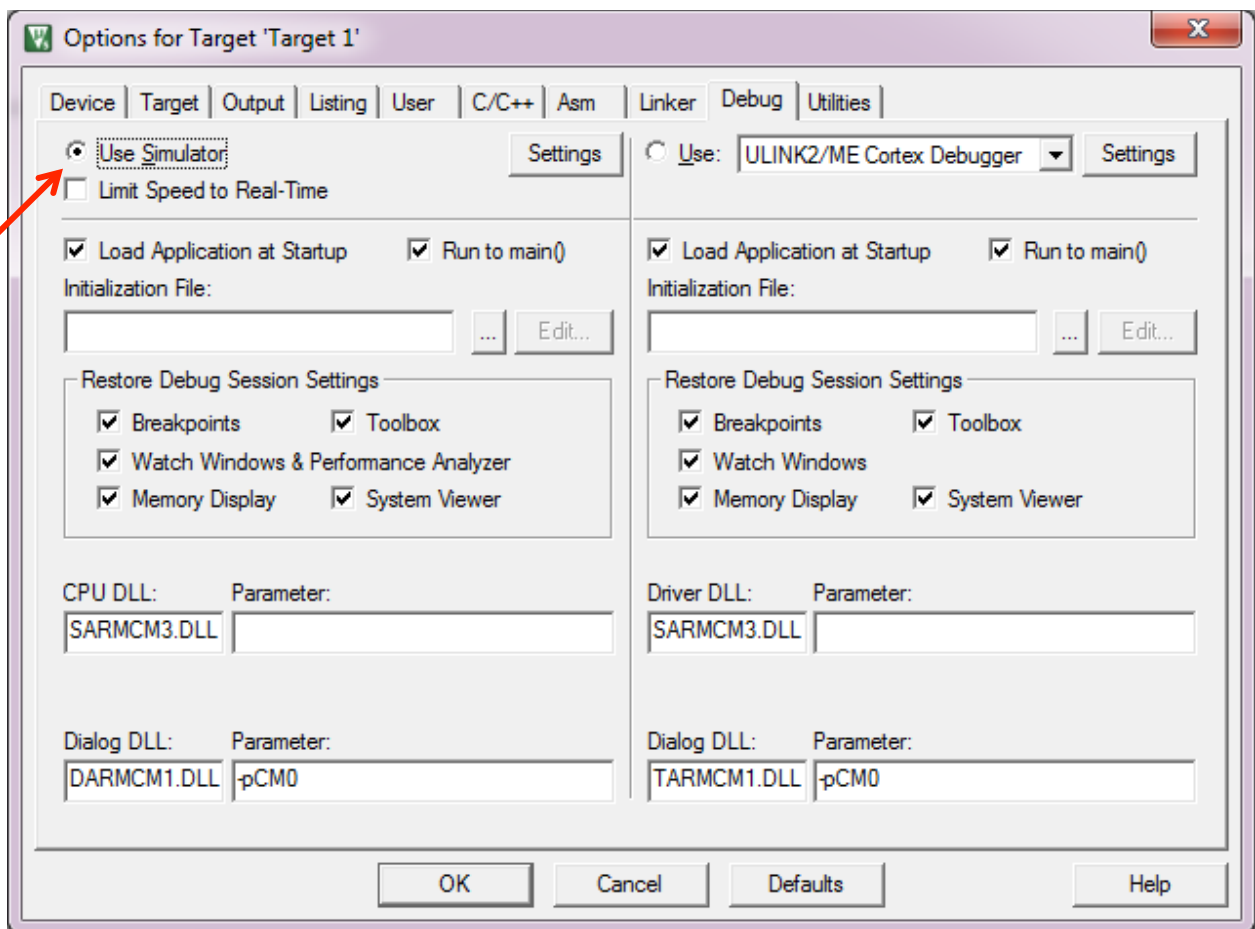 Options for Target 'Target 1'
Device Target Output Listing User C/C++ Asm Linker Debug Utilities
Use Simulator Settings
Limit Speed to Real-Time
Use: ULINK2/ME Cortex Debugger Settings
Load Application at Startup Run to main()
Initialization File:
... Edit...
Restore Debug Session Settings
Breakpoints Toolbox
Watch Windows & Performance Analyzer
Memory Display System Viewer
CPU DLL: Parameter:
SARMCM3.DLL
Dialog DLL: Parameter:
DARMCM1.DLL -pCM0
Load Application at Startup Run to main()
Initialization File:
... Edit...
Restore Debug Session Settings
Breakpoints Toolbox
Watch Windows
Memory Display System Viewer
Driver DLL: Parameter:
SARMCM3.DLL
Dialog DLL: Parameter:
TARMCM1.DLL -pCM0
OK Cancel Defaults Help